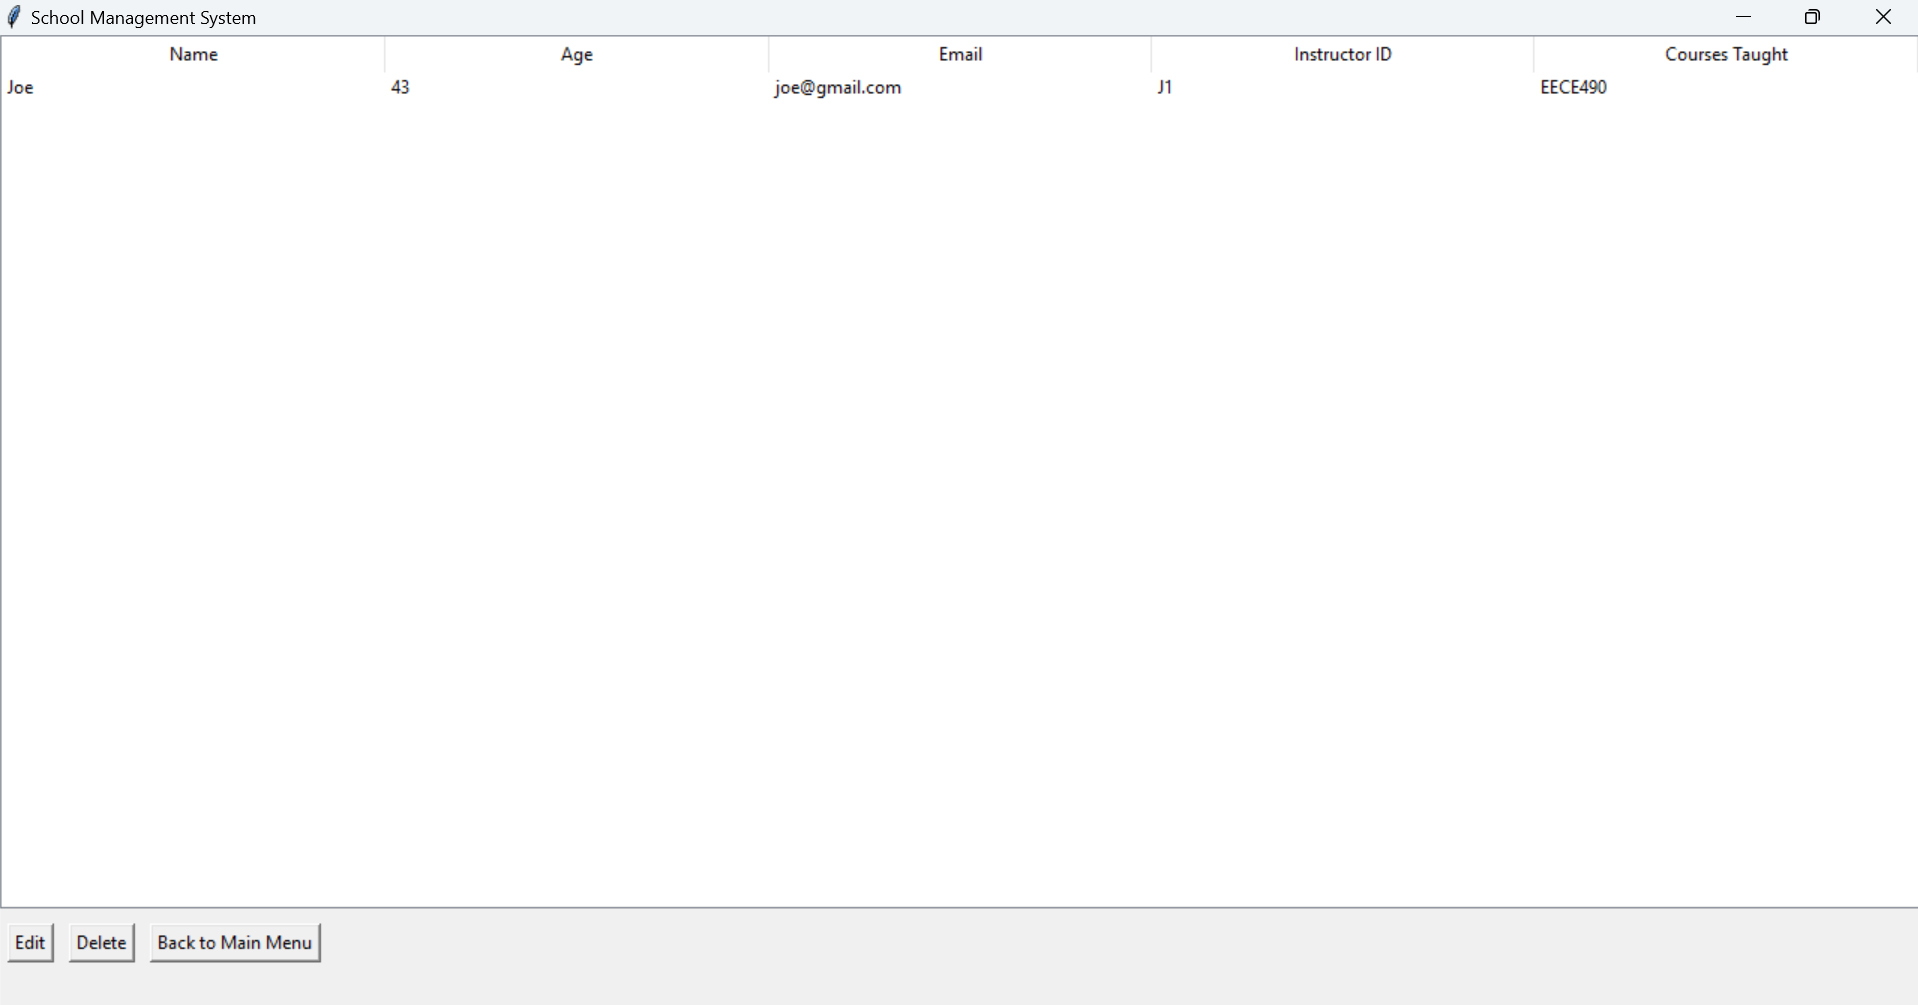 School Management System
Name Age Email Instructor ID Courses Taught
Joe 43 joe@gmail.com J1 EECE490
Edit Delete Back to Main Menu